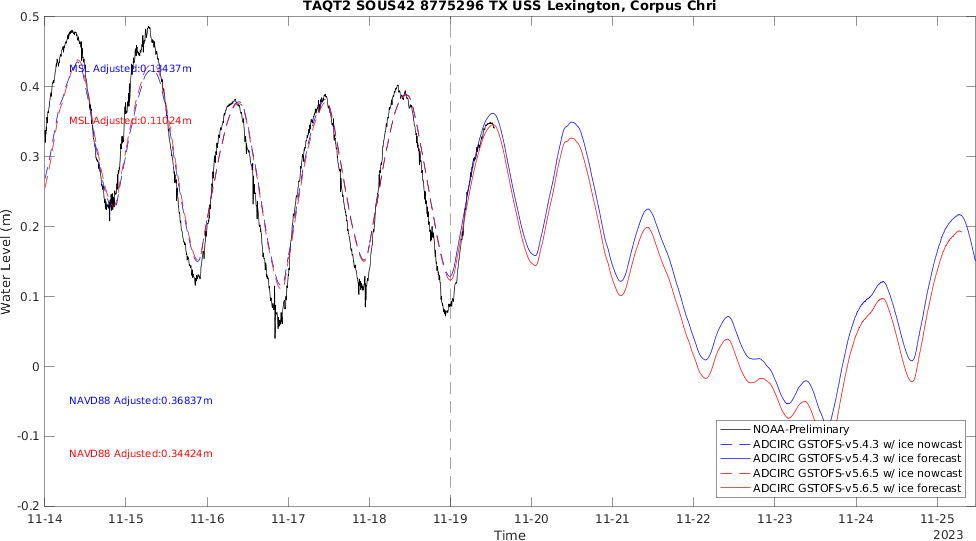 TAQT2 SOUS42 8775296 TX USS Lexington, Corpus Chri
0.5
0.4
0.3
0.2
0.1
0
-0.1
-0.2
Water Level (m)
MSL Adjusted:0.13437m
MSL Adjusted:0.11024m
NAVD88 Adjusted:0.36837m
NAVD88 Adjusted:0.34424m
NOAA-Preliminary
ADCIRC GSTOFS-v5.4.3 w/ ice nowcast
ADCIRC GSTOFS-v5.4.3 w/ ice forecast
ADCIRC GSTOFS-v5.6.5 w/ ice nowcast
ADCIRC GSTOFS-v5.6.5 w/ ice forecast
11-14 11-15 11-16 11-17 11-18 11-19 11-20 11-21 11-22 11-23 11-24 11-25
Time
2023